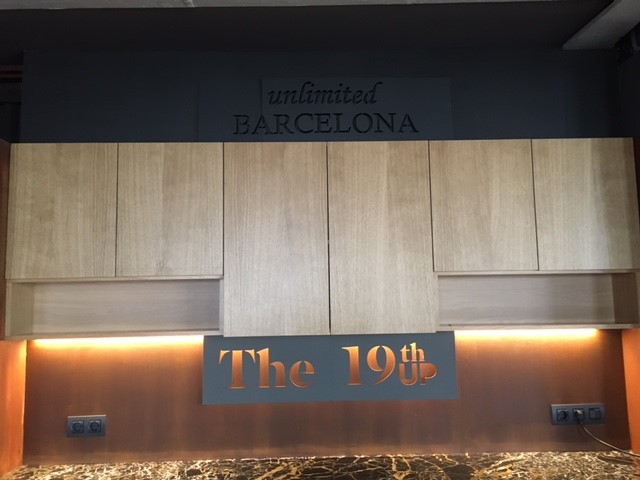 unlimited
BARCELONA
The 19th UP